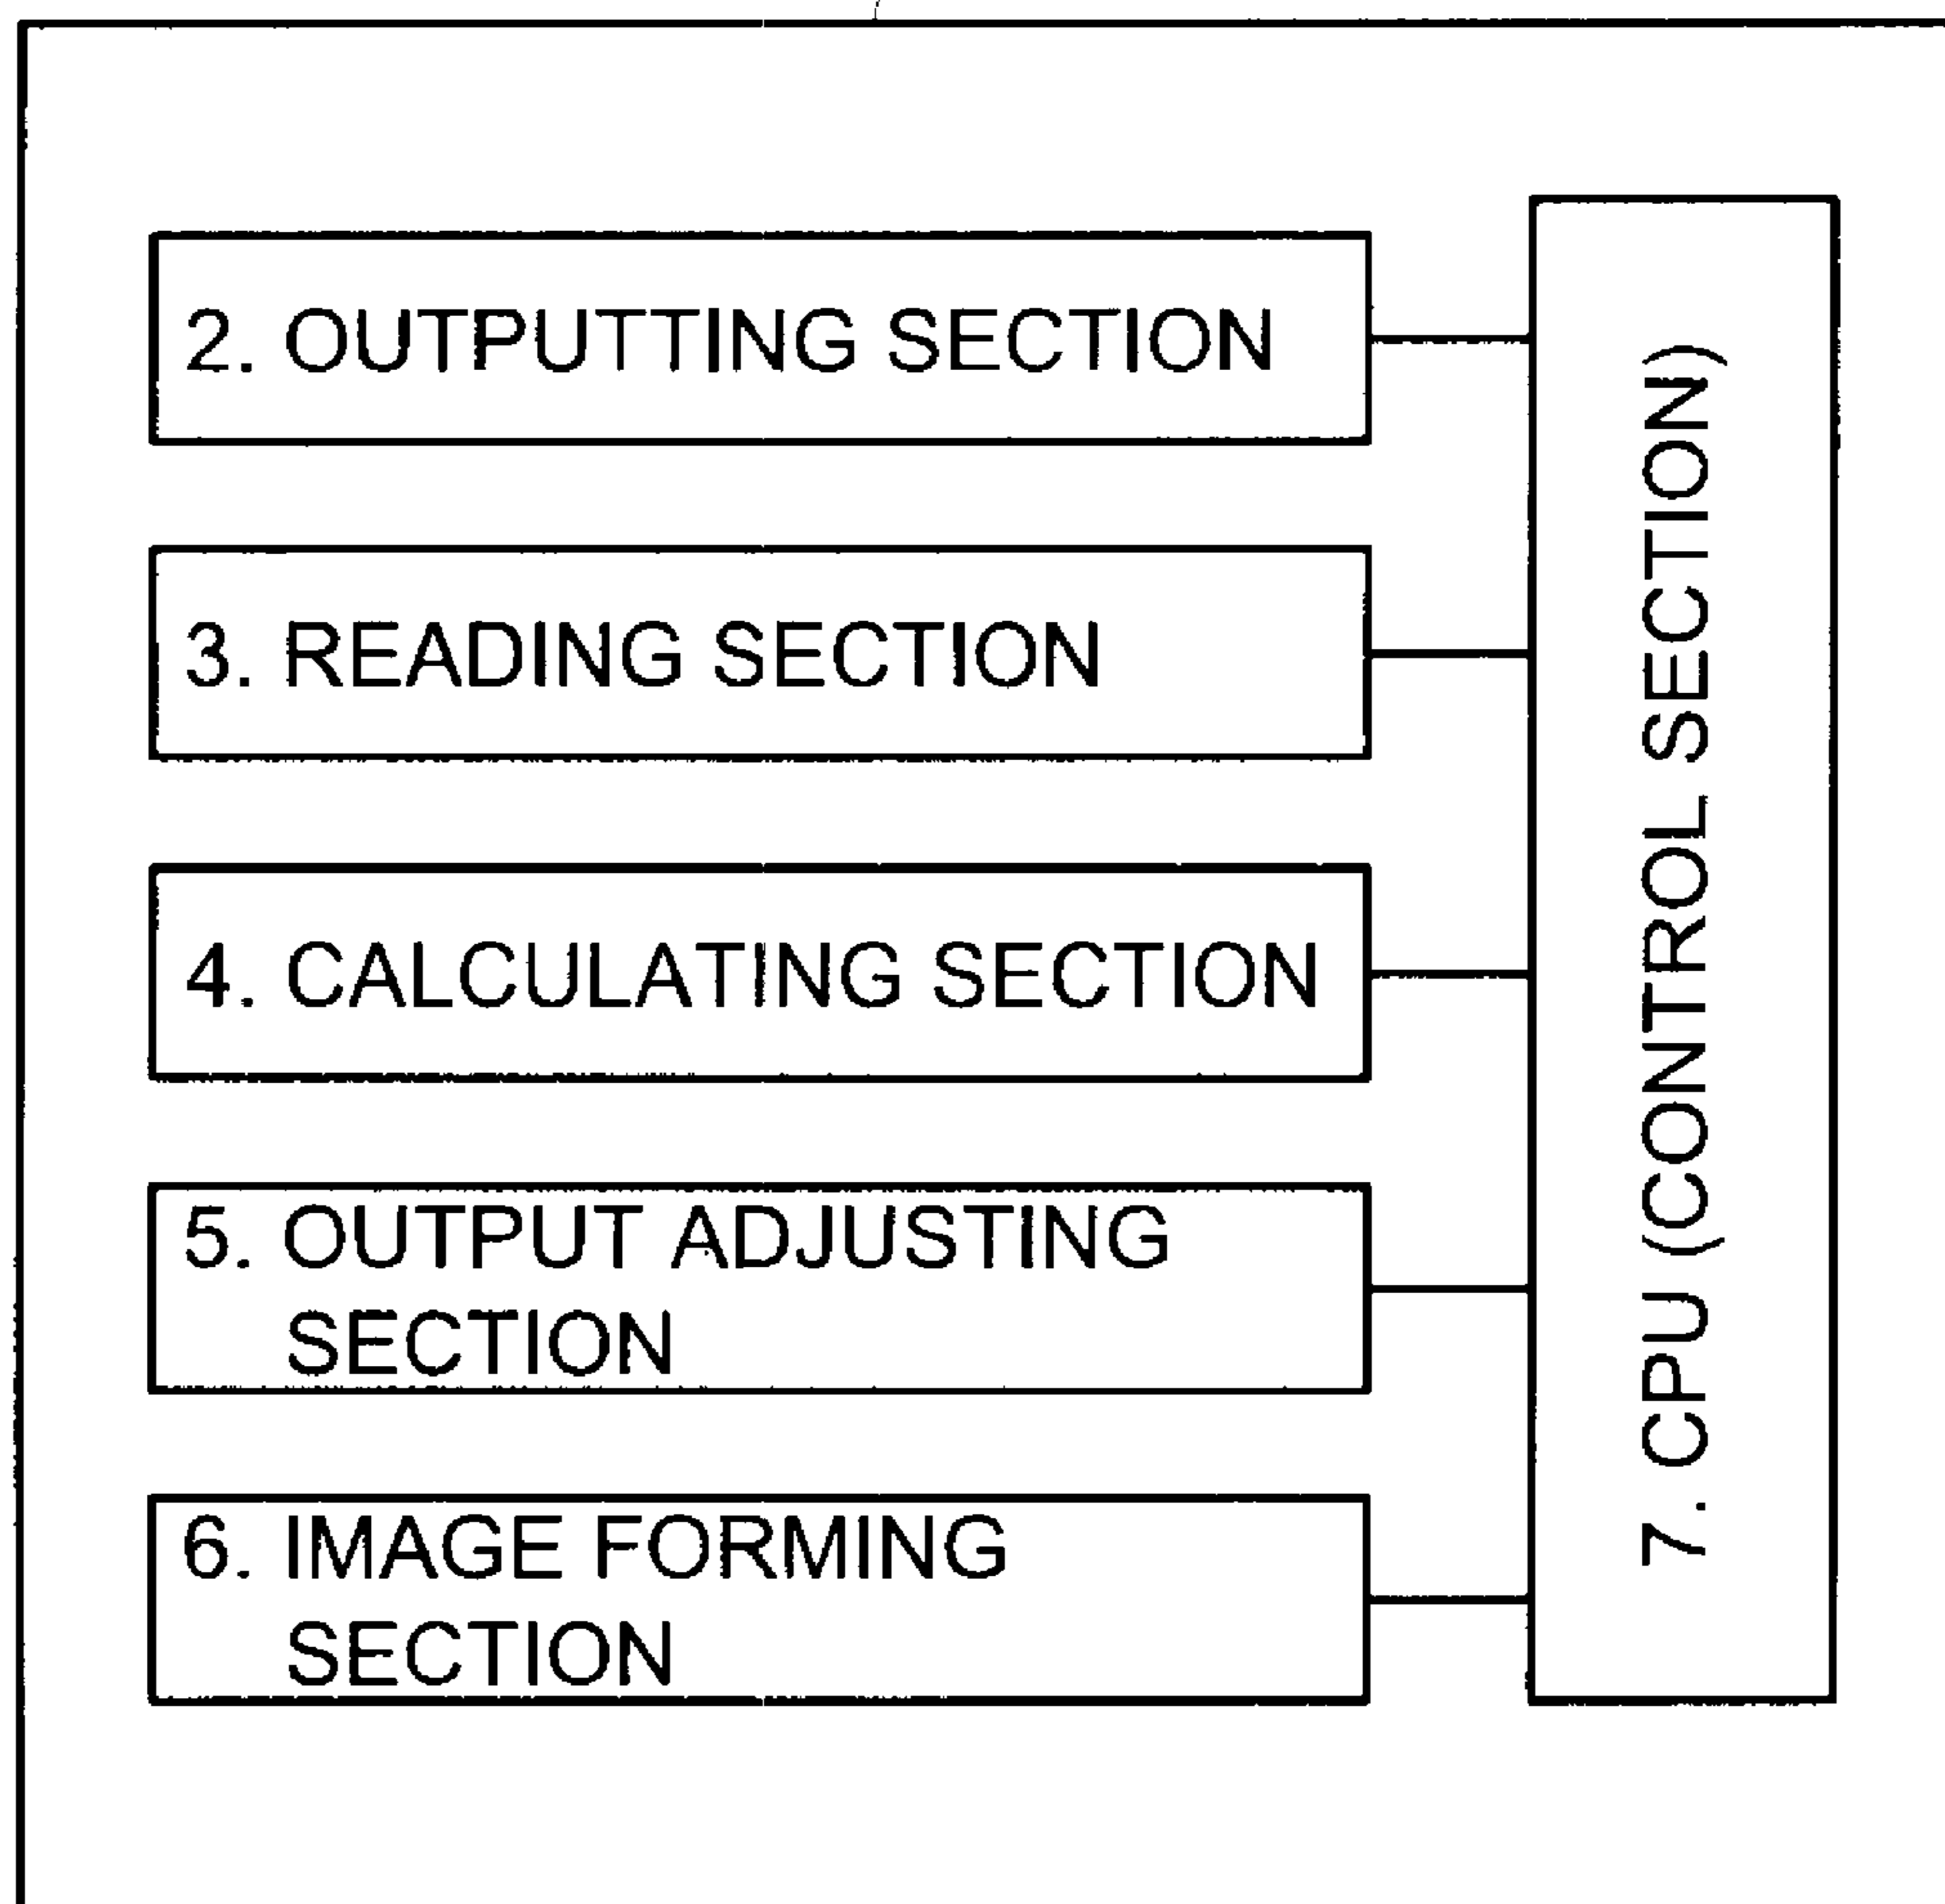 2. OUTPUTTING SECTION
3. READING SECTION
4. CALCULATING SECTION
5. OUTPUT ADJUSTING
SECTION
6. IMAGE FORMING
SECTION
7. CPU (CONTROL SECTION)